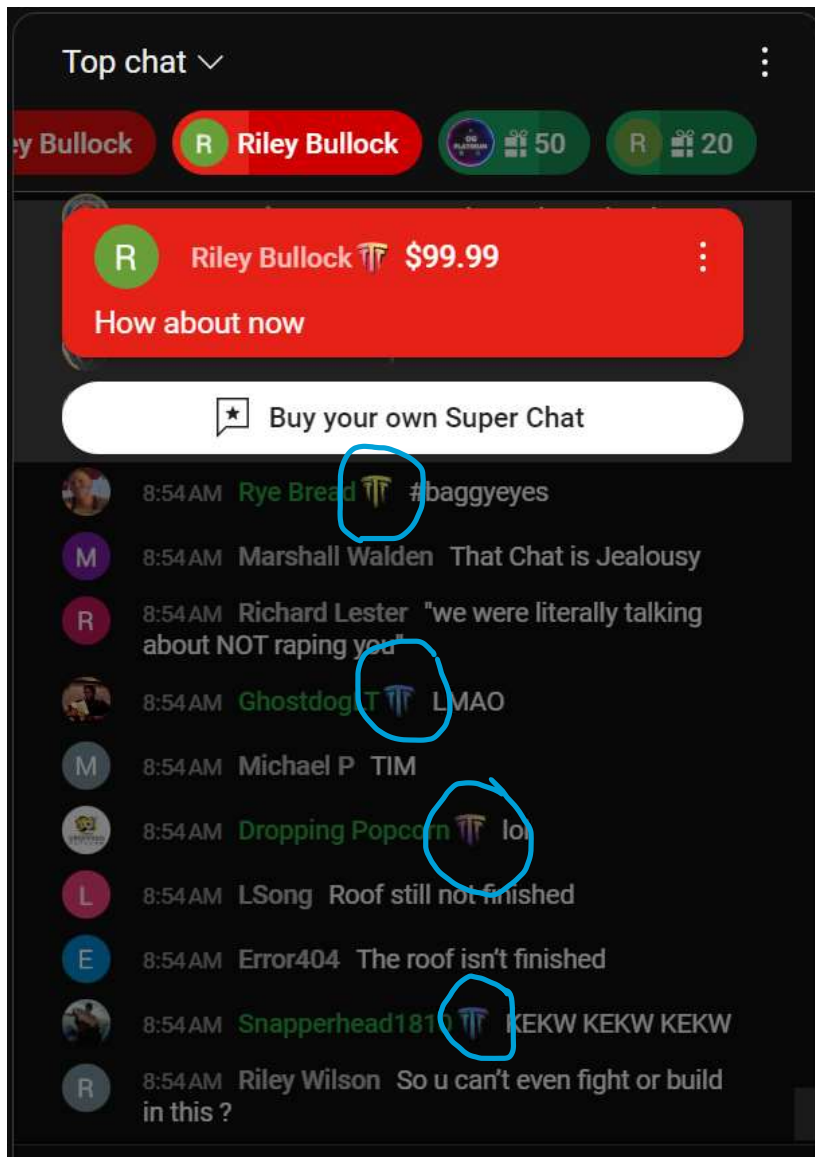 Top chat
y Bullock
R Riley Bullock
OG PLATINUM 50
R 20
R Riley Bullock $99.99
How about now
Buy your own Super Chat
8:54 AM Rye Bread #baggyeyes
M 8:54 AM Marshall Walden That Chat is Jealousy
R 8:54 AM Richard Lester "we were literally talking
about NOT raping you"
8:54 AM GhostdogLT LMAO
M 8:54 AM Michael P TIM
8:54 AM Dropping Popcorn lol
L 8:54 AM LSong Roof still not finished
E 8:54 AM Error404 The roof isn't finished
8:54 AM Snapperhead1810 KEKW KEKW KEKW
R 8:54 AM Riley Wilson So u can't even fight or build
in this ?